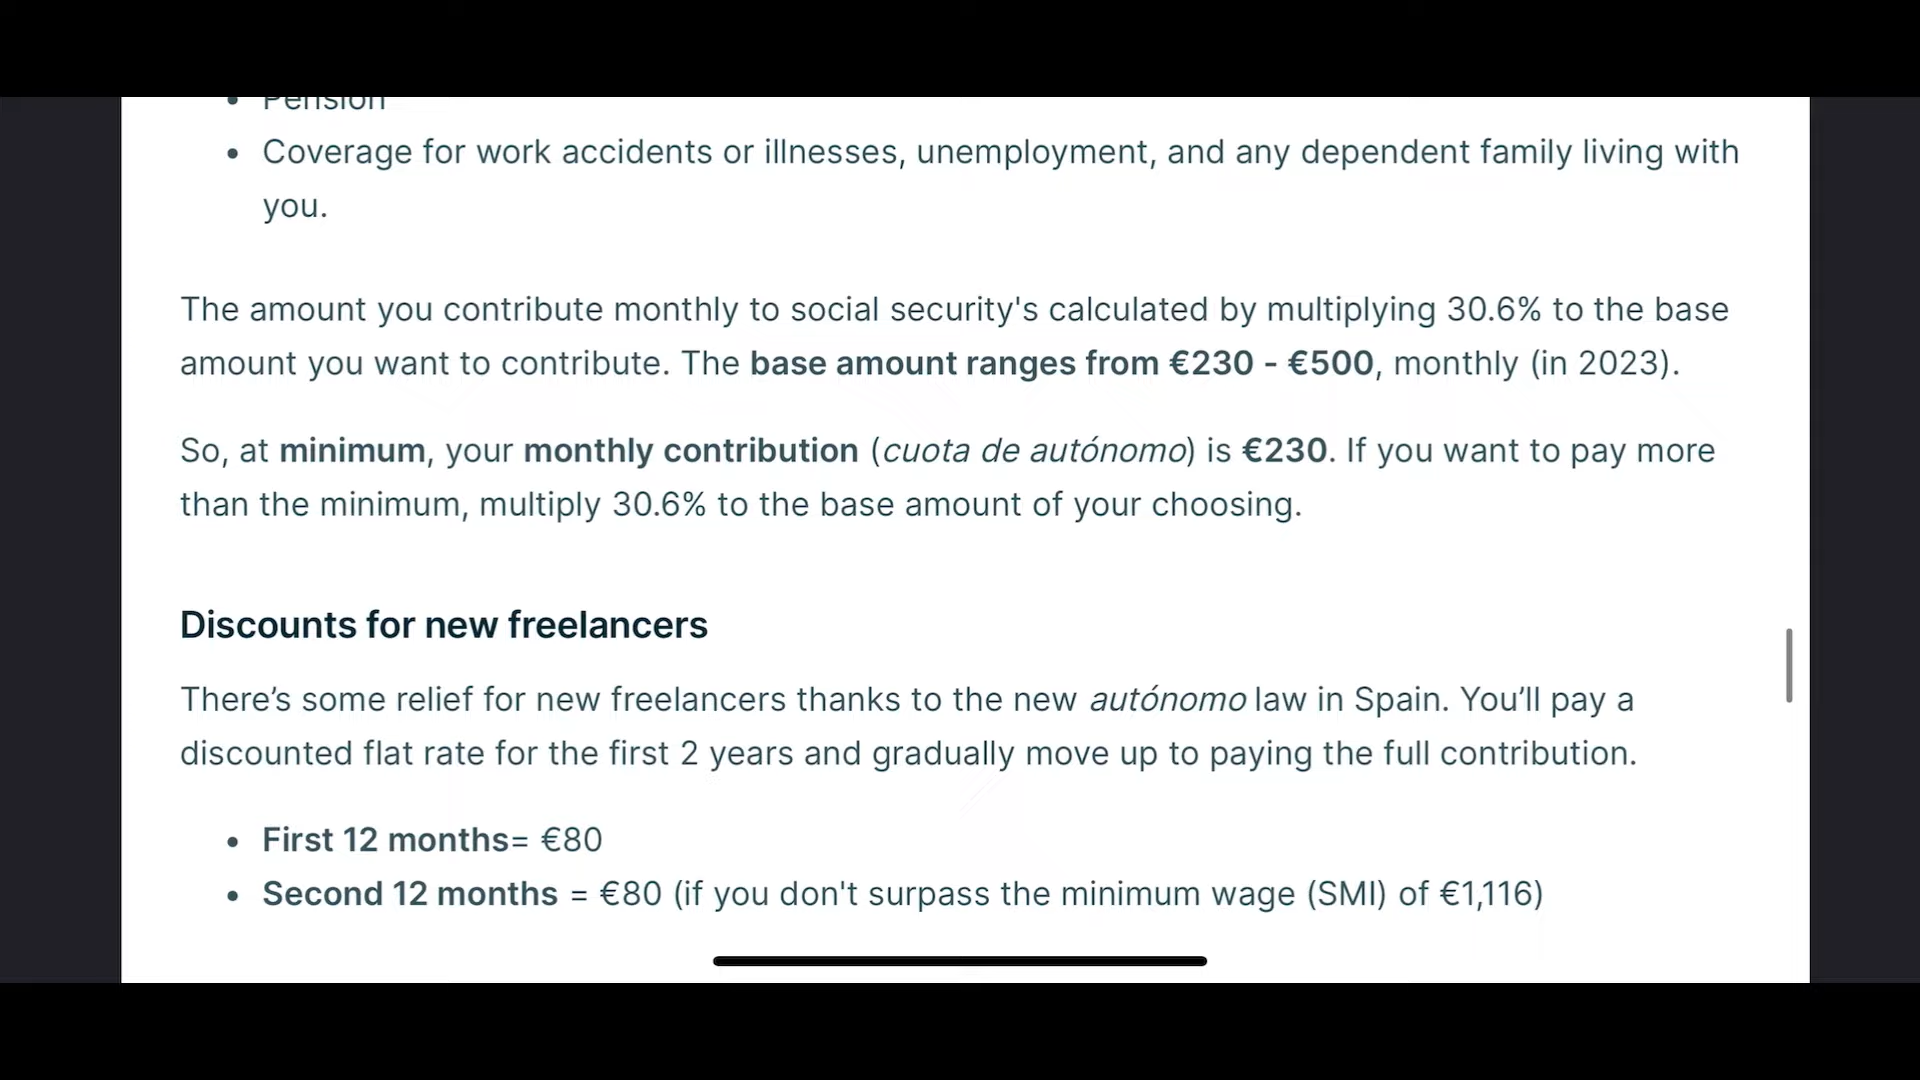 • Pension
• Coverage for work accidents or illnesses, unemployment, and any dependent family living with
you.
The amount you contribute monthly to social security's calculated by multiplying 30.6% to the base
amount you want to contribute. The base amount ranges from €230 - €500, monthly (in 2023).
So, at minimum, your monthly contribution (cuota de autónomo) is €230. If you want to pay more
than the minimum, multiply 30.6% to the base amount of your choosing.
Discounts for new freelancers
There’s some relief for new freelancers thanks to the new autónomo law in Spain. You’ll pay a
discounted flat rate for the first 2 years and gradually move up to paying the full contribution.
• First 12 months= €80
• Second 12 months = €80 (if you don't surpass the minimum wage (SMI) of €1,116)